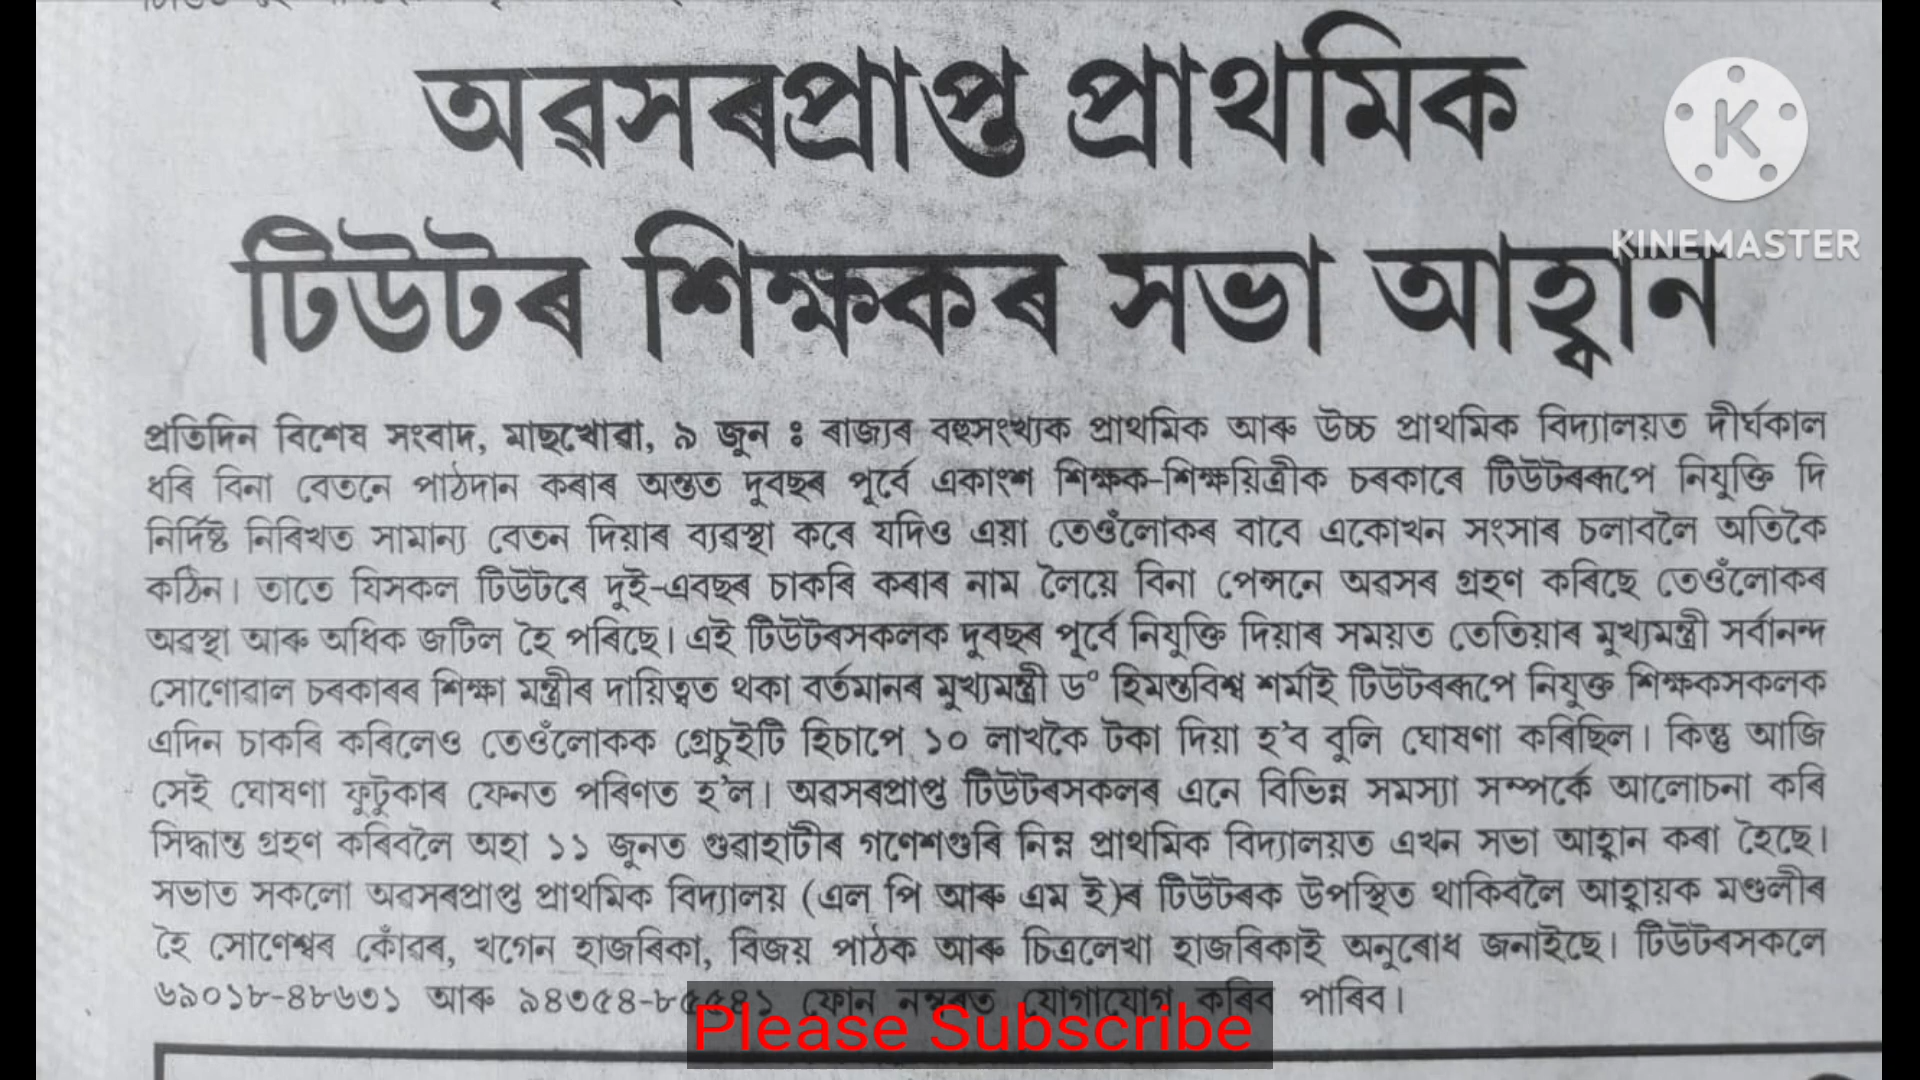 অৱসৰপ্ৰাপ্ত প্ৰাথমিক
টিউটৰ শিক্ষকৰ সভা আহ্বান
KINEMASTER
প্ৰতিদিন বিশেষ সংবাদ, মাছখোৱা, ৯ জুন ঃ ৰাজ্যৰ বহুসংখ্যক প্ৰাথমিক আৰু উচ্চ প্ৰাথমিক বিদ্যালয়ত দীৰ্ঘকাল
ধৰি বিনা বেতনে পাঠদান কৰাৰ অন্তত দুবছৰ পূৰ্বে একাংশ শিক্ষক-শিক্ষয়িত্ৰীক চৰকাৰে টিউটৰৰূপে নিযুক্তি দি
নিৰ্দিষ্ট নিৰিখত সামান্য বেতন দিয়াৰ ব্যৱস্থা কৰে যদিও এয়া তেওঁলোকৰ বাবে একোখন সংসাৰ চলাবলৈ অতিকৈ
কঠিন। তাতে যিসকল টিউটৰে দুই-এবছৰ চাকৰি কৰাৰ নাম লৈয়ে বিনা পেন্সনে অৱসৰ গ্ৰহণ কৰিছে তেওঁলোকৰ
অৱস্থা আৰু অধিক জটিল হৈ পৰিছে। এই টিউটৰসকলক দুবছৰ পূৰ্বে নিযুক্তি দিয়াৰ সময়ত তেতিয়াৰ মুখ্যমন্ত্ৰী সৰ্বানন্দ
সোণোৱাল চৰকাৰৰ শিক্ষা মন্ত্ৰীৰ দায়িত্বত থকা বৰ্তমানৰ মুখ্যমন্ত্ৰী ড° হিমন্তবিশ্ব শৰ্মাই টিউটৰৰূপে নিযুক্ত শিক্ষকসকলক
এদিন চাকৰি কৰিলেও তেওঁলোকক গ্ৰেচুইটি হিচাপে ১০ লাখকৈ টকা দিয়া হ'ব বুলি ঘোষণা কৰিছিল। কিন্তু আজি
সেই ঘোষণা ফুটুকাৰ ফেনত পৰিণত হ'ল। অৱসৰপ্ৰাপ্ত টিউটৰসকলৰ এনে বিভিন্ন সমস্যা সম্পৰ্কে আলোচনা কৰি
সিদ্ধান্ত গ্ৰহণ কৰিবলৈ অহা ১১ জুনত গুৱাহাটীৰ গণেশগুৰি নিম্ন প্ৰাথমিক বিদ্যালয়ত এখন সভা আহ্বান কৰা হৈছে।
সভাত সকলো অৱসৰপ্ৰাপ্ত প্ৰাথমিক বিদ্যালয় (এল পি আৰু এম ই)ৰ টিউটৰক উপস্থিত থাকিবলৈ আহ্বায়ক মণ্ডলীৰ
হৈ সোণেশ্বৰ কোঁৱৰ, খগেন হাজৰিকা, বিজয় পাঠক আৰু চিত্ৰলেখা হাজৰিকাই অনুৰোধ জনাইছে। টিউটৰসকলে
৬৯০১৮-৪৮৬৩১ আৰু ৯৪৩৫৪-৮৫৫৪১ ফোন নম্বৰত যোগাযোগ কৰিব পাৰিব।
Please Subscribe